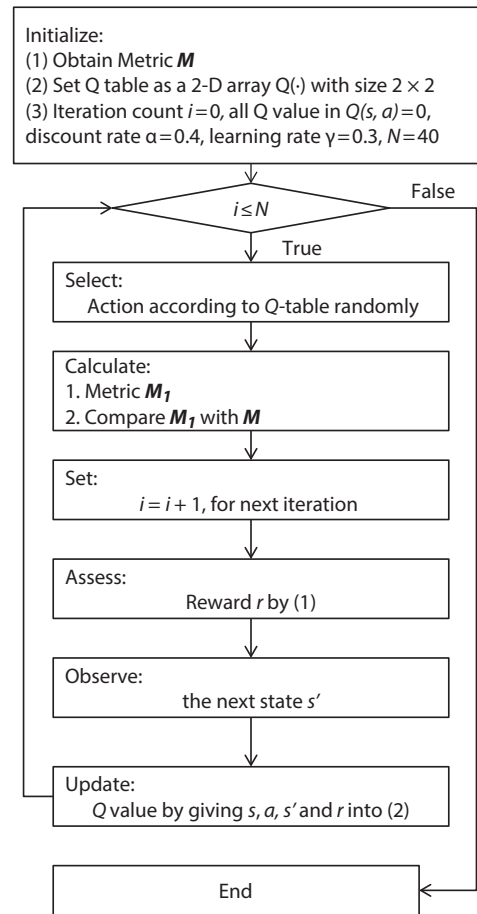 Initialize:
(1) Obtain Metric M
(2) Set Q table as a 2-D array Q(·) with size 2 × 2
(3) Iteration count i=0, all Q value in Q(s, a)=0,
discount rate α=0.4, learning rate γ=0.3, N=40
i≤N
False
True
Select:
Action according to Q-table randomly
Calculate:
1. Metric M1
2. Compare M1 with M
Set:
i = i + 1, for next iteration
Assess:
Reward r by (1)
Observe:
the next state s′
Update:
Q value by giving s, a, s′ and r into (2)
End